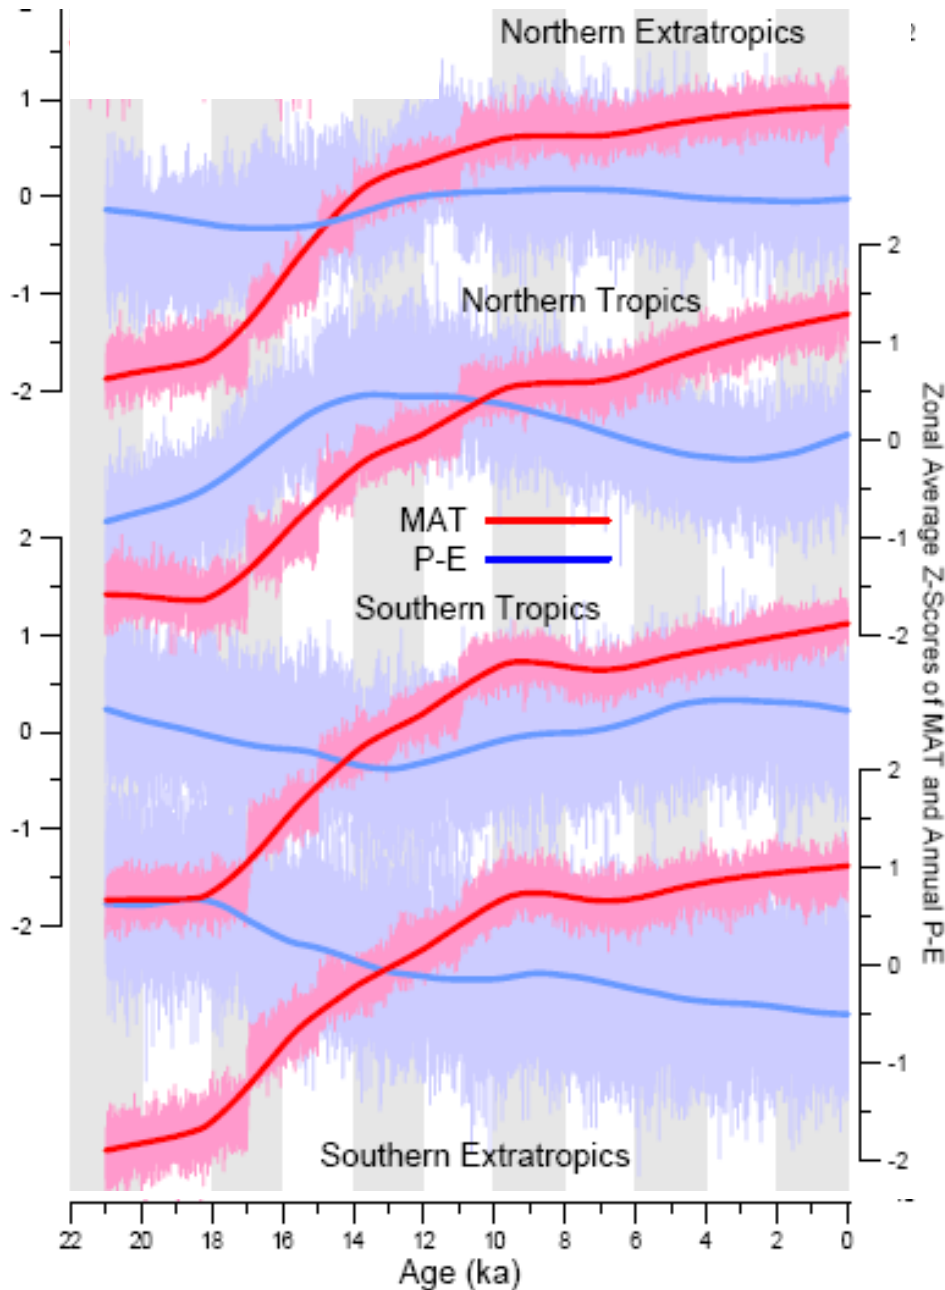 Northern Extratropics
2
1
0
-1
-2
2
1
0
-1
-2
Northern Tropics
MAT
P-E
Southern Tropics
2
1
0
-1
-2
2
1
0
-1
-2
Southern Extratropics
Zonal Average Z-Scores of MAT and Annual P-E
22 20 18 16 14 12 10 8 6 4 2 0
Age (ka)